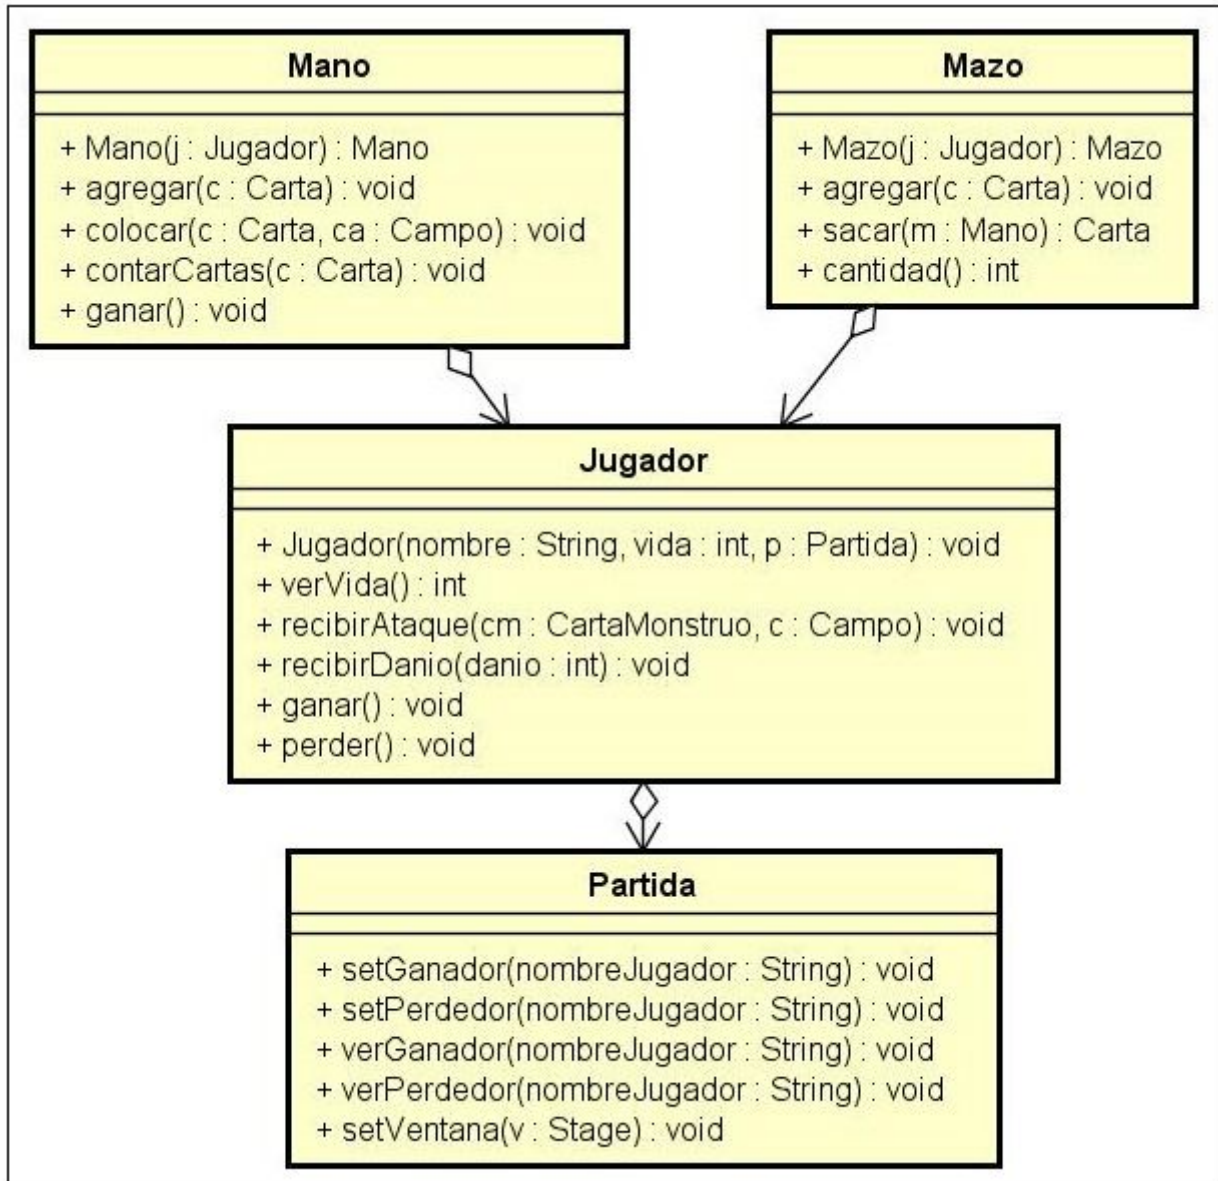 Mano
+ Mano(j : Jugador) : Mano
+ agregar(c : Carta) : void
+ colocar(c : Carta, ca : Campo) : void
+ contarCartas(c : Carta) : void
+ ganar() : void
Mazo
+ Mazo(j : Jugador) : Mazo
+ agregar(c : Carta) : void
+ sacar(m : Mano) : Carta
+ cantidad() : int
Jugador
+ Jugador(nombre : String, vida : int, p : Partida) : void
+ verVida() : int
+ recibirAtaque(cm : CartaMonstruo, c : Campo) : void
+ recibirDanio(danio : int) : void
+ ganar() : void
+ perder() : void
Partida
+ setGanador(nombreJugador : String) : void
+ setPerdedor(nombreJugador : String) : void
+ verGanador(nombreJugador : String) : void
+ verPerdedor(nombreJugador : String) : void
+ setVentana(v : Stage) : void